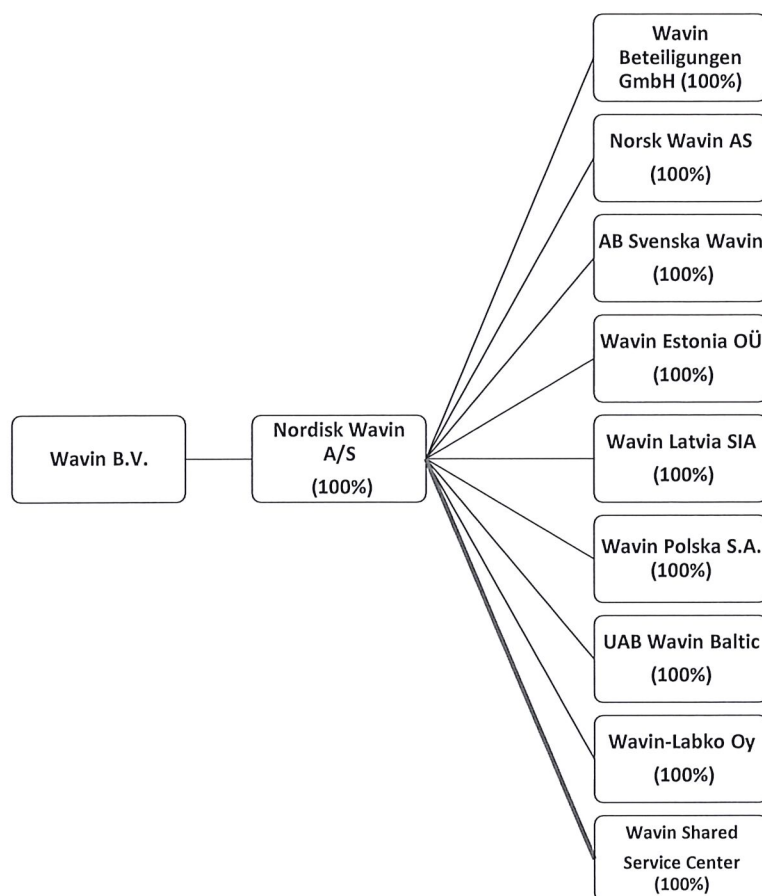 Wavin B.V.
Nordisk Wavin
A/S
(100%)
Wavin
Beteiligungen
GmbH (100%)
Norsk Wavin AS
(100%)
AB Svenska Wavin
(100%)
Wavin Estonia OÜ
(100%)
Wavin Latvia SIA
(100%)
Wavin Polska S.A.
(100%)
UAB Wavin Baltic
(100%)
Wavin-Labko Oy
(100%)
Wavin Shared
Service Center
(100%)